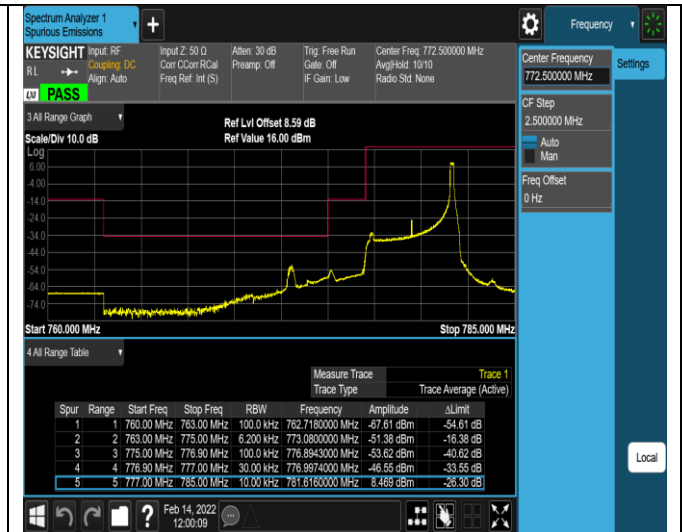 Spectrum Analyzer 1
Spurious Emissions
Frequency
KEYSIGHT
Input: RF
Input Z: 50 Ω
Atten: 30 dB
Trig: Free Run
Center Freq: 772.500000 MHz
R L
Coupling: DC
Corr CCorr RCal
Preamp: Off
Gate: Off
Avg|Hold: 10/10
Align: Auto
Freq Ref: Int (S)
IF Gain: Low
Radio Std: None
LXI
PASS
Center Frequency
772.500000 MHz
Settings
CF Step
2.500000 MHz
Auto
Man
Freq Offset
0 Hz
3 All Range Graph
Ref Lvl Offset 8.59 dB
Scale/Div 10.0 dB
Ref Value 16.00 dBm
Log
6.00
-4.00
-14.0
-24.0
-34.0
-44.0
-54.0
-64.0
-74.0
Start 760.000 MHz
Stop 785.000 MHz
4 All Range Table
Measure Trace Trace 1
Trace Type Trace Average (Active)
Spur Range Start Freq Stop Freq RBW Frequency Amplitude ΔLimit
1 1 760.00 MHz 763.00 MHz 100.0 kHz 762.7180000 MHz -67.61 dBm -54.61 dB
2 2 763.00 MHz 775.00 MHz 6.200 kHz 773.0800000 MHz -51.38 dBm -16.38 dB
3 3 775.00 MHz 776.90 MHz 100.0 kHz 776.8943000 MHz -53.62 dBm -40.62 dB
4 4 776.90 MHz 777.00 MHz 30.00 kHz 776.9974000 MHz -46.55 dBm -33.55 dB
5 5 777.00 MHz 785.00 MHz 10.00 kHz 781.6160000 MHz 8.469 dBm -26.30 dB
Local
?
Feb 14, 2022
12:00:09